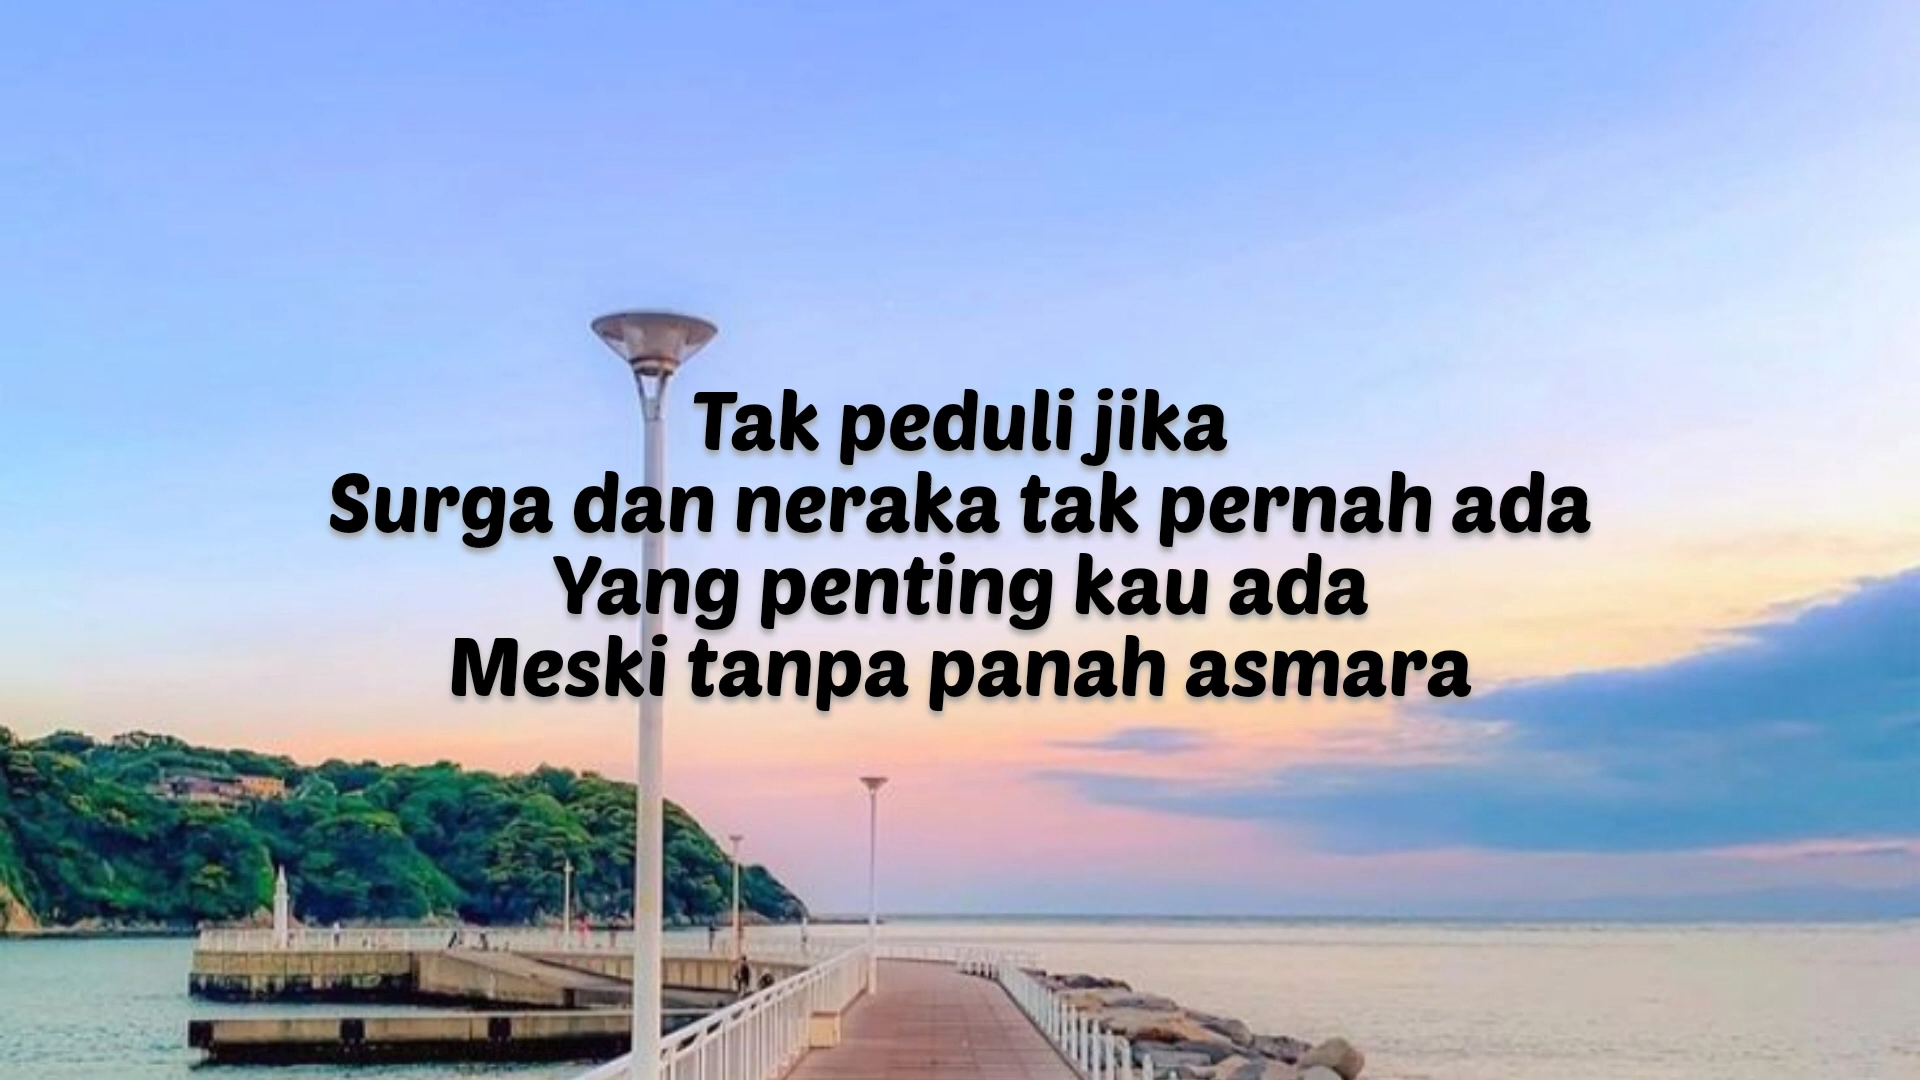 Tak peduli jika
Surga dan neraka tak pernah ada
Yang penting kau ada
Meski tanpa panah asmara